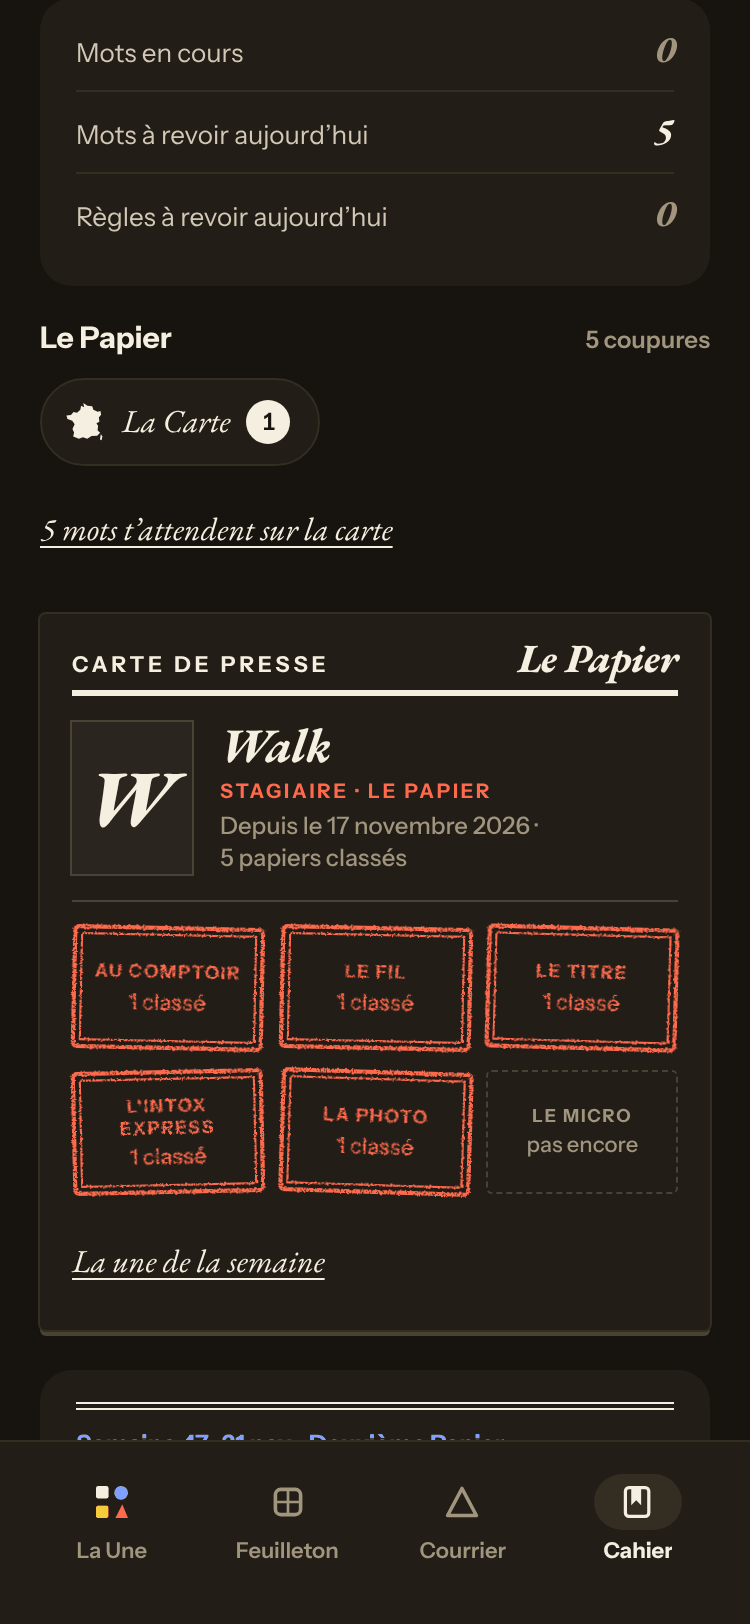 Mots en cours 0
Mots à revoir aujourd’hui 5
Règles à revoir aujourd’hui 0
Le Papier 5 coupures
La Carte 1
5 mots t’attendent sur la carte
CARTE DE PRESSE Le Papier
W
Walk
STAGIAIRE · LE PAPIER
Depuis le 17 novembre 2026 ·
5 papiers classés
AU COMPTOIR LE FIL LE TITRE
1 classé 1 classé 1 classé
L'INTOX EXPRESS LA PHOTO LE MICRO
1 classé 1 classé pas encore
La une de la semaine
La Une Feuilleton Courrier Cahier